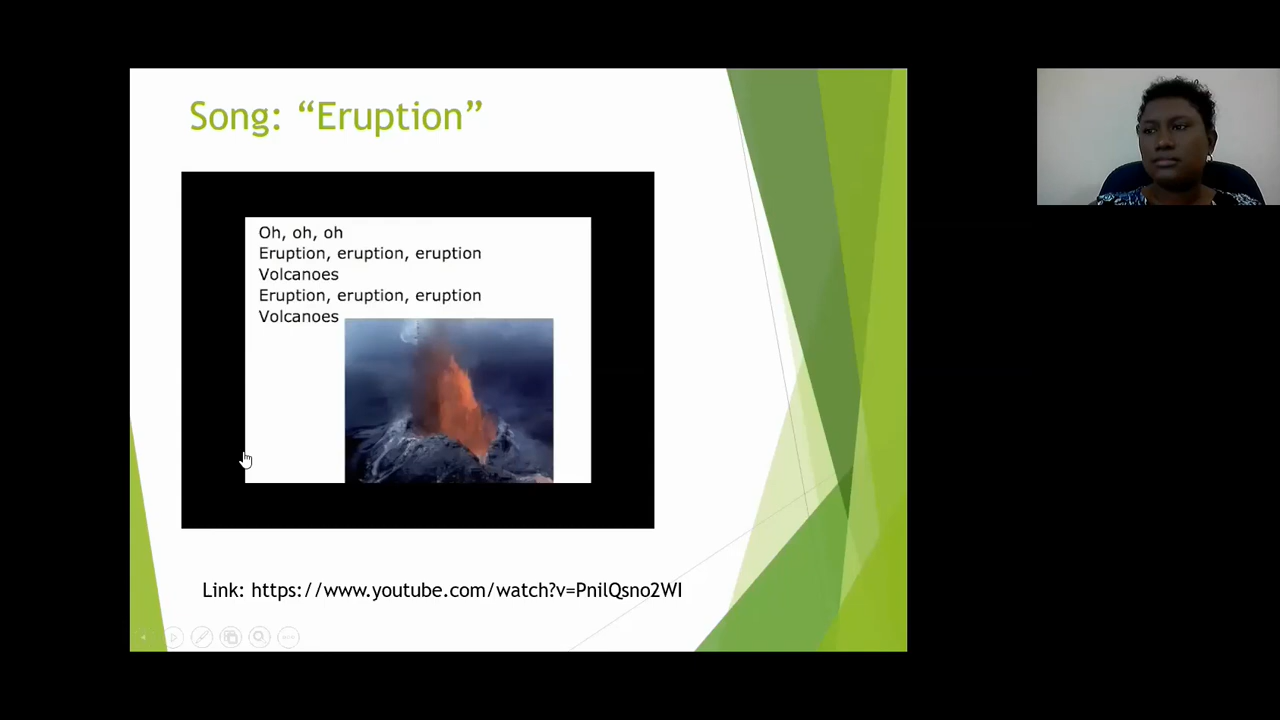 Song: “Eruption”
Oh, oh, oh
Eruption, eruption, eruption
Volcanoes
Eruption, eruption, eruption
Volcanoes
Link: https://www.youtube.com/watch?v=PnilQsno2WI